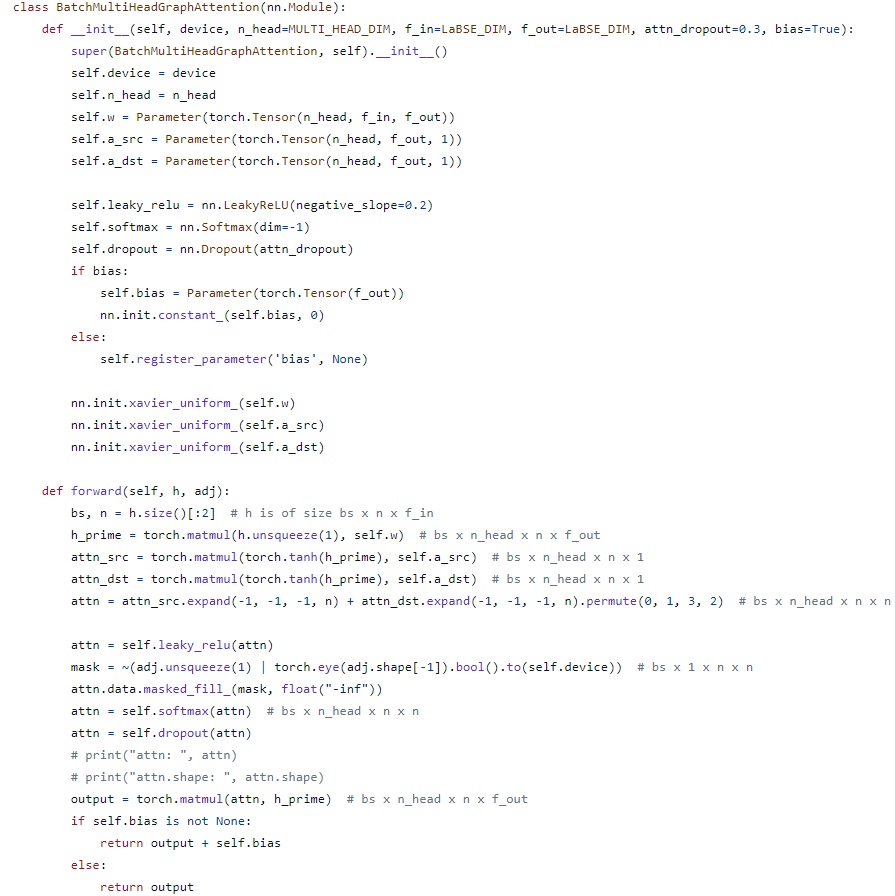 class BatchMultiHeadGraphAttention(nn.Module):
    def __init__(self, device, n_head=MULTI_HEAD_DIM, f_in=LaBSE_DIM, f_out=LaBSE_DIM, attn_dropout=0.3, bias=True):
        super(BatchMultiHeadGraphAttention, self).__init__()
        self.device = device
        self.n_head = n_head
        self.w = Parameter(torch.Tensor(n_head, f_in, f_out))
        self.a_src = Parameter(torch.Tensor(n_head, f_out, 1))
        self.a_dst = Parameter(torch.Tensor(n_head, f_out, 1))

        self.leaky_relu = nn.LeakyReLU(negative_slope=0.2)
        self.softmax = nn.Softmax(dim=-1)
        self.dropout = nn.Dropout(attn_dropout)
        if bias:
            self.bias = Parameter(torch.Tensor(f_out))
            nn.init.constant_(self.bias, 0)
        else:
            self.register_parameter('bias', None)

        nn.init.xavier_uniform_(self.w)
        nn.init.xavier_uniform_(self.a_src)
        nn.init.xavier_uniform_(self.a_dst)

    def forward(self, h, adj):
        bs, n = h.size()[:2]  # h is of size bs x n x f_in
        h_prime = torch.matmul(h.unsqueeze(1), self.w)  # bs x n_head x n x f_out
        attn_src = torch.matmul(torch.tanh(h_prime), self.a_src)  # bs x n_head x n x 1
        attn_dst = torch.matmul(torch.tanh(h_prime), self.a_dst)  # bs x n_head x n x 1
        attn = attn_src.expand(-1, -1, -1, n) + attn_dst.expand(-1, -1, -1, n).permute(0, 1, 3, 2)  # bs x n_head x n x n

        attn = self.leaky_relu(attn)
        mask = ~(adj.unsqueeze(1) | torch.eye(adj.shape[-1]).bool().to(self.device))  # bs x 1 x n x n
        attn.data.masked_fill_(mask, float("-inf"))
        attn = self.softmax(attn)  # bs x n_head x n x n
        attn = self.dropout(attn)
        # print("attn: ", attn)
        # print("attn.shape: ", attn.shape)
        output = torch.matmul(attn, h_prime)  # bs x n_head x n x f_out
        if self.bias is not None:
            return output + self.bias
        else:
            return output